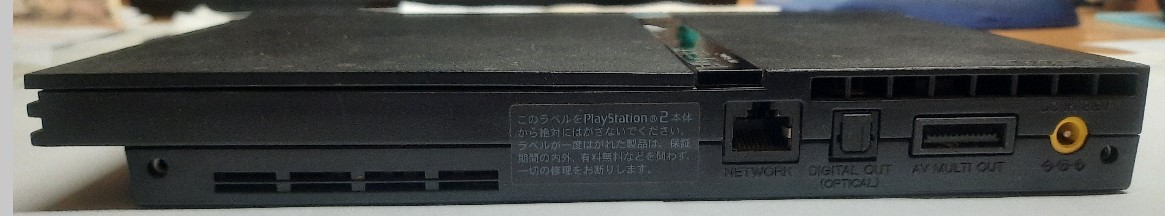 このラベルをPlayStation®2本体
から絶対にはがさないでください。
ラベルが一度はがれた製品は、保証
期間の内外、有料無料などを問わず、
一切の修理をお断りします。
NETWORK
DIGITAL OUT
(OPTICAL)
AV MULTI OUT